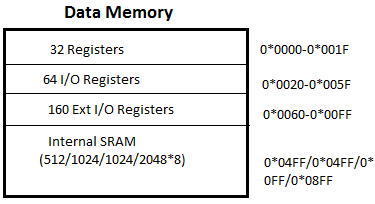 Data Memory
32 Registers 0*0000-0*001F
64 I/O Registers 0*0020-0*005F
160 Ext I/O Registers 0*0060-0*00FF
Internal SRAM
(512/1024/1024/2048*8) 0*04FF/0*04FF/0*
0FF/0*08FF